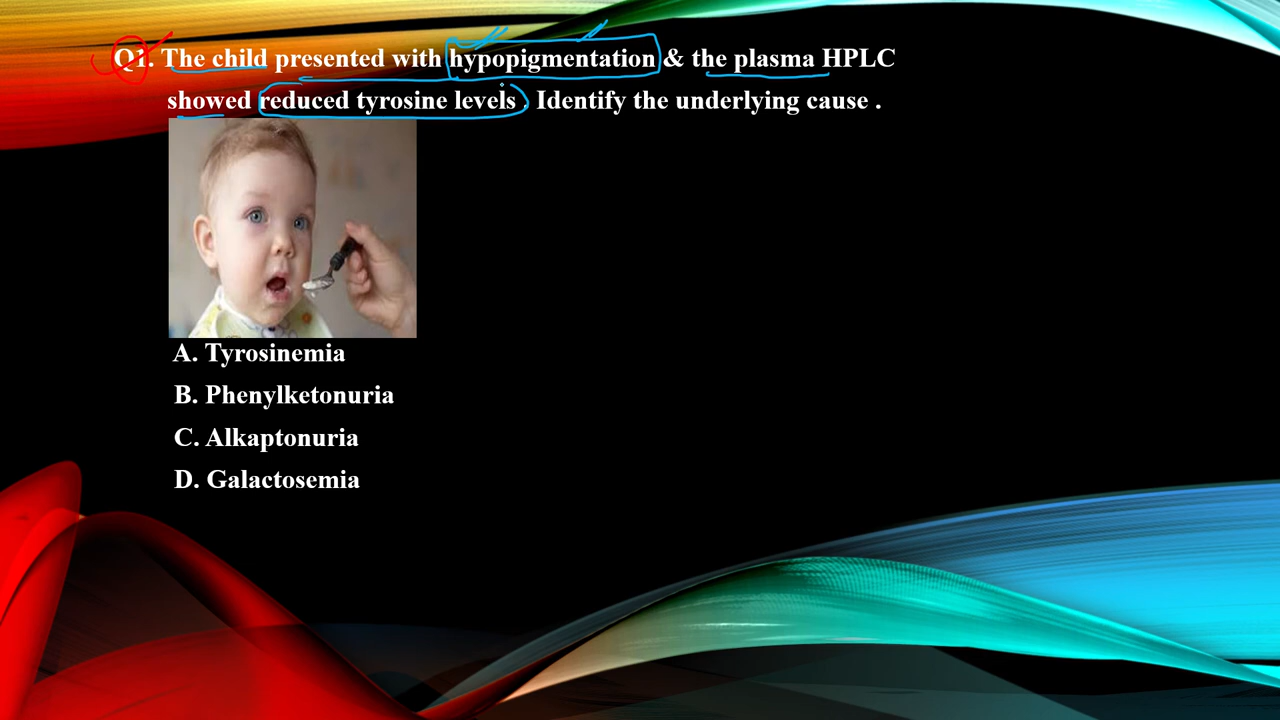 Q1. The child presented with hypopigmentation & the plasma HPLC
showed reduced tyrosine levels . Identify the underlying cause .
A. Tyrosinemia
B. Phenylketonuria
C. Alkaptonuria
D. Galactosemia